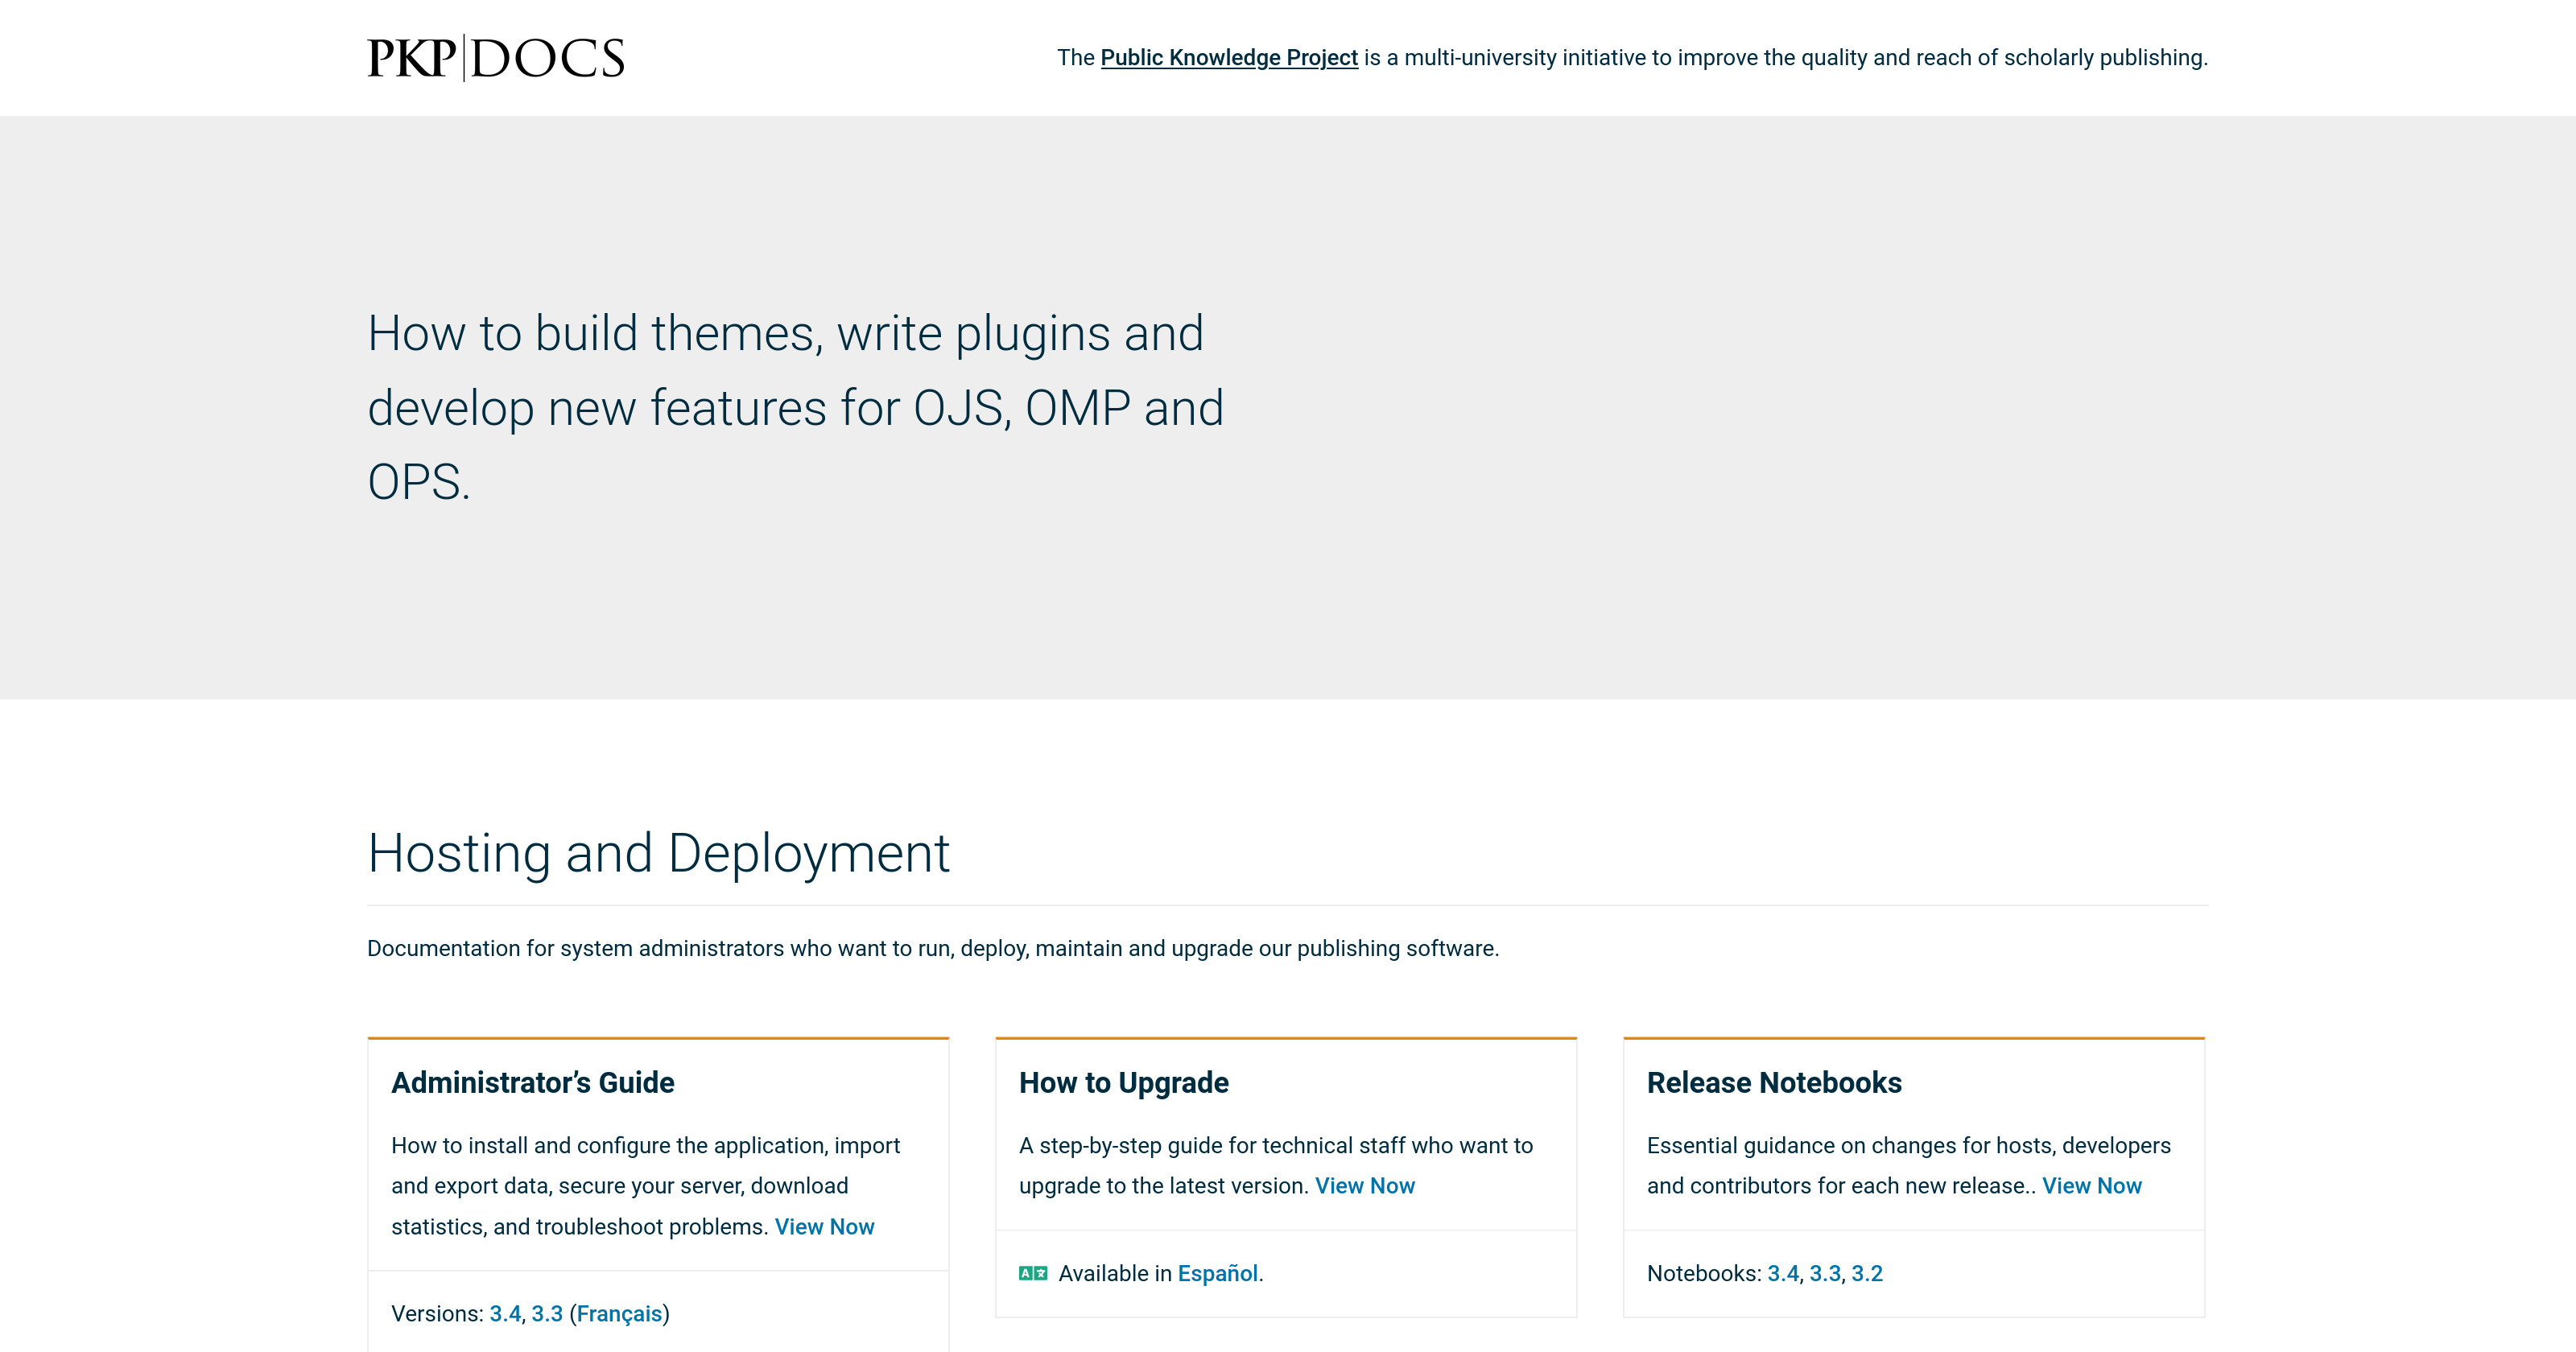 PKP|DOCS
The Public Knowledge Project is a multi-university initiative to improve the quality and reach of scholarly publishing.
How to build themes, write plugins and
develop new features for OJS, OMP and
OPS.
Hosting and Deployment
Documentation for system administrators who want to run, deploy, maintain and upgrade our publishing software.
Administrator’s Guide
How to install and configure the application, import
and export data, secure your server, download
statistics, and troubleshoot problems. View Now
Versions: 3.4, 3.3 (Français)
How to Upgrade
A step-by-step guide for technical staff who want to
upgrade to the latest version. View Now
Available in Español.
Release Notebooks
Essential guidance on changes for hosts, developers
and contributors for each new release.. View Now
Notebooks: 3.4, 3.3, 3.2